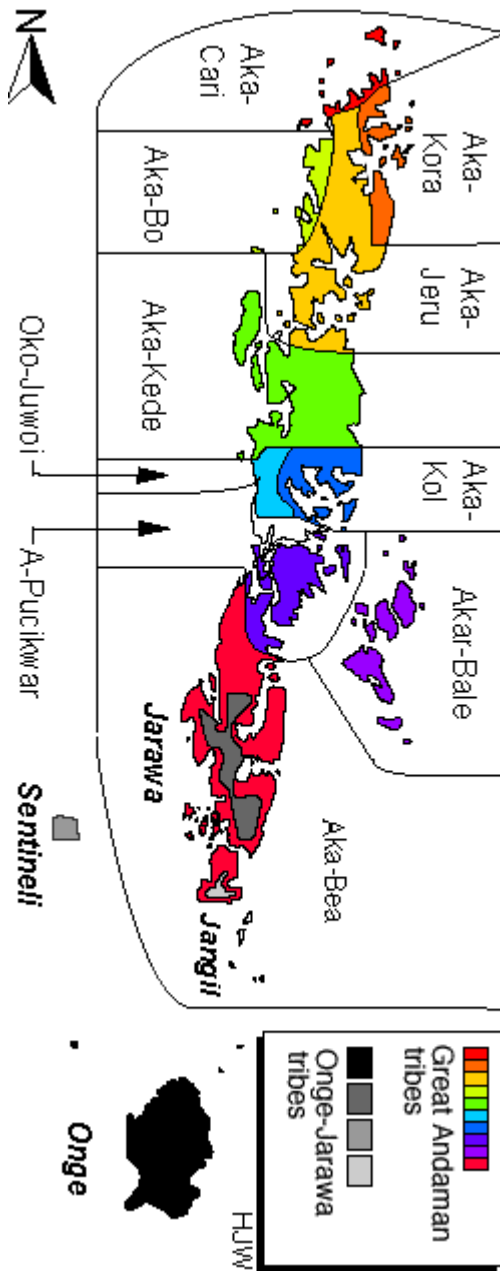 Aka-
Kora
Aka-
Jeru
Aka-
Kol
Akar-Bale
Great Andaman
tribes
Onge-Jarawa
tribes
Aka-Bea
HJW
Aka-
Cari
Jangil
Aka-Bo
Aka-Kede
Jarawa
Onge
Oko-Juwoi
A-Pucikwar
Sentineli
N